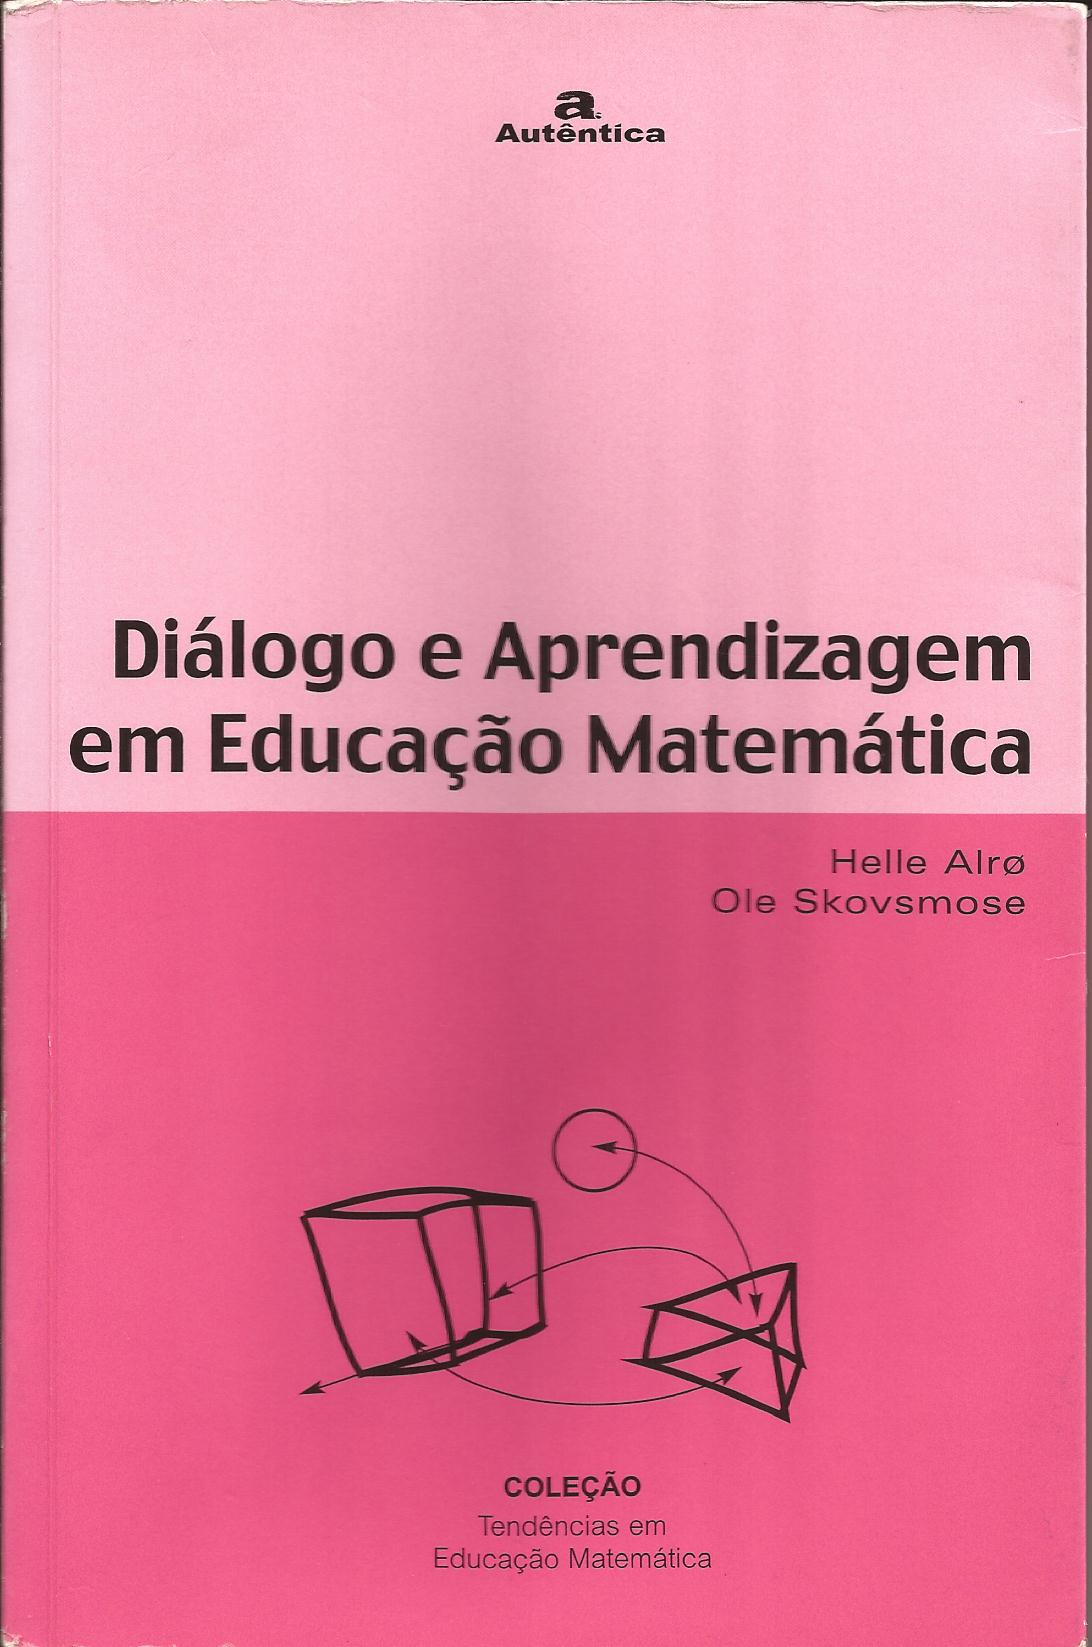 a
Autêntica
Diálogo e Aprendizagem
em Educação Matemática
Helle Alrø
Ole Skovsmose
COLEÇÃO
Tendências em
Educação Matemática